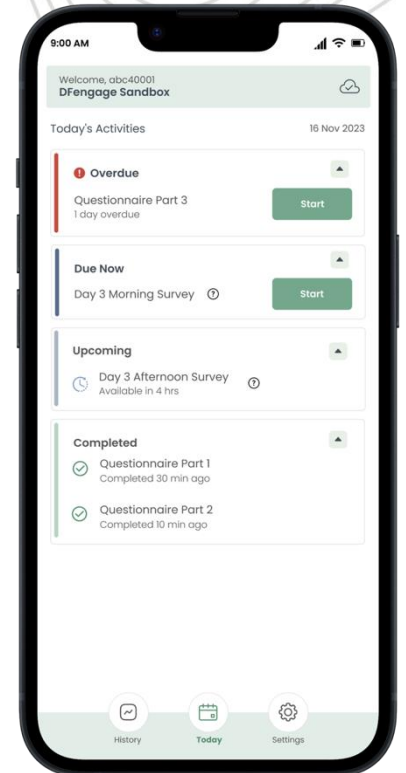 9:00 AM
Welcome, abc40001
DFengage Sandbox
Today's Activities
16 Nov 2023
Overdue
Questionnaire Part 3
Start
1 day overdue
Due Now
Day 3 Morning Survey
Start
Upcoming
Day 3 Afternoon Survey
Available in 4 hrs
Completed
Questionnaire Part 1
Completed 30 min ago
Questionnaire Part 2
Completed 10 min ago
History
Today
Settings